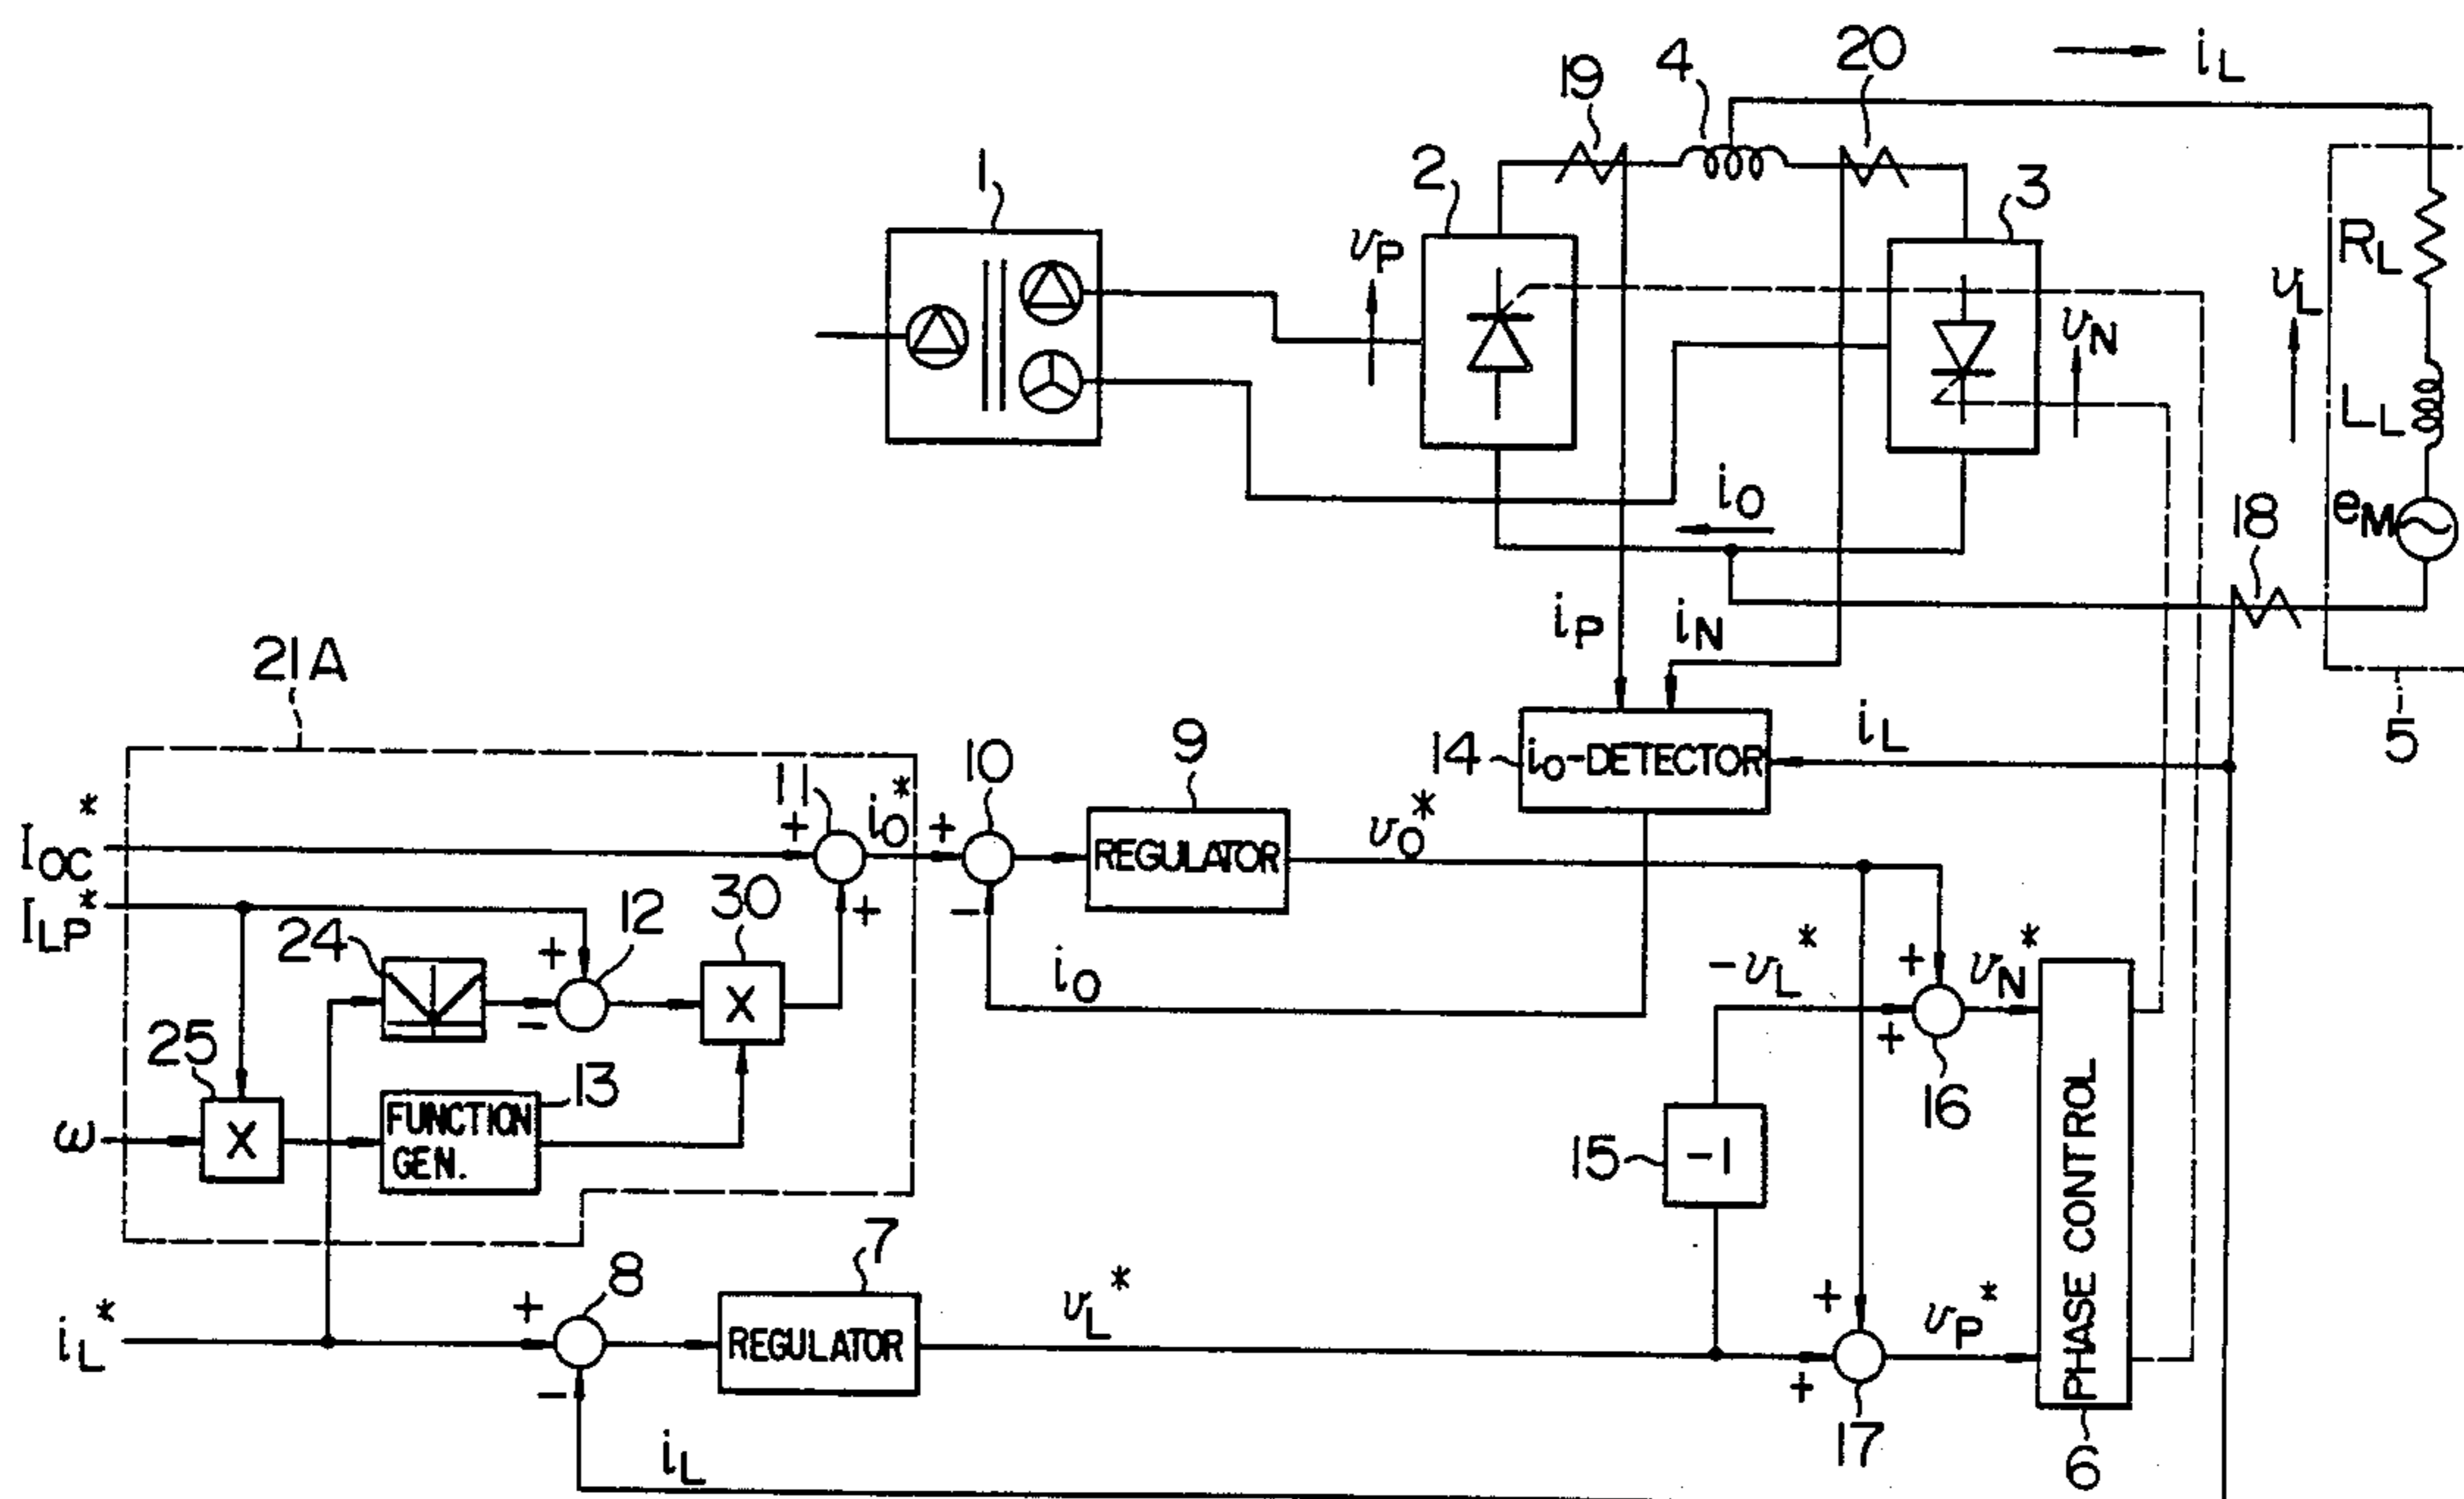 19
4
20
iL
1
2
3
vP
RL
vL
vN
LL
iO
18
eM
iP
iN
21A
5
10
9
14
iO-DETECTOR
iL
11
iO*
+
+
IOC*
REGULATOR
vO*
ILP*
24
12
30
+
-
+
-
X
iO
-vL*
+
vN*
+
16
25
X
FUNCTION
GEN.
13
ω
15
-1
PHASE CONTROL
8
7
+
iL*
REGULATOR
vL*
-
+
+
vP*
17
6
iL